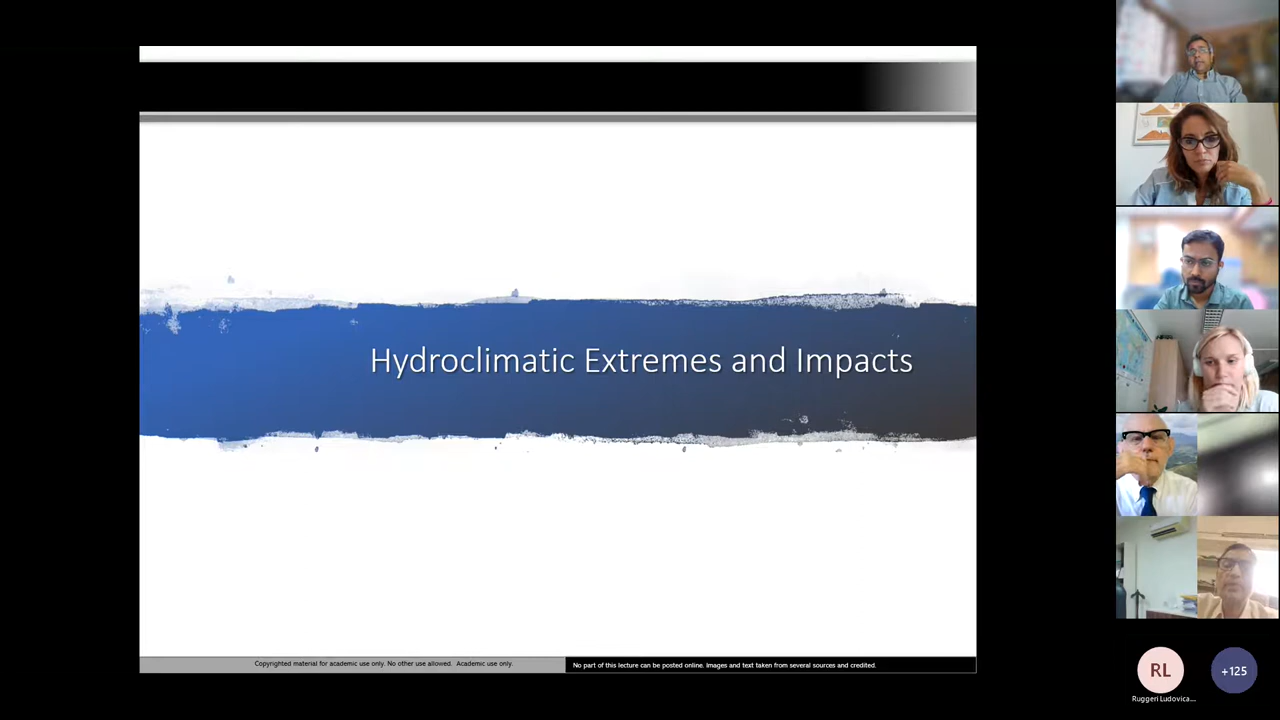 Hydroclimatic Extremes and Impacts
Copyrighted material for academic use only. No other use allowed. Academic use only.
No part of this lecture can be posted online. Images and text taken from several sources and credited.
RL
+125
Ruggeri Ludovica...